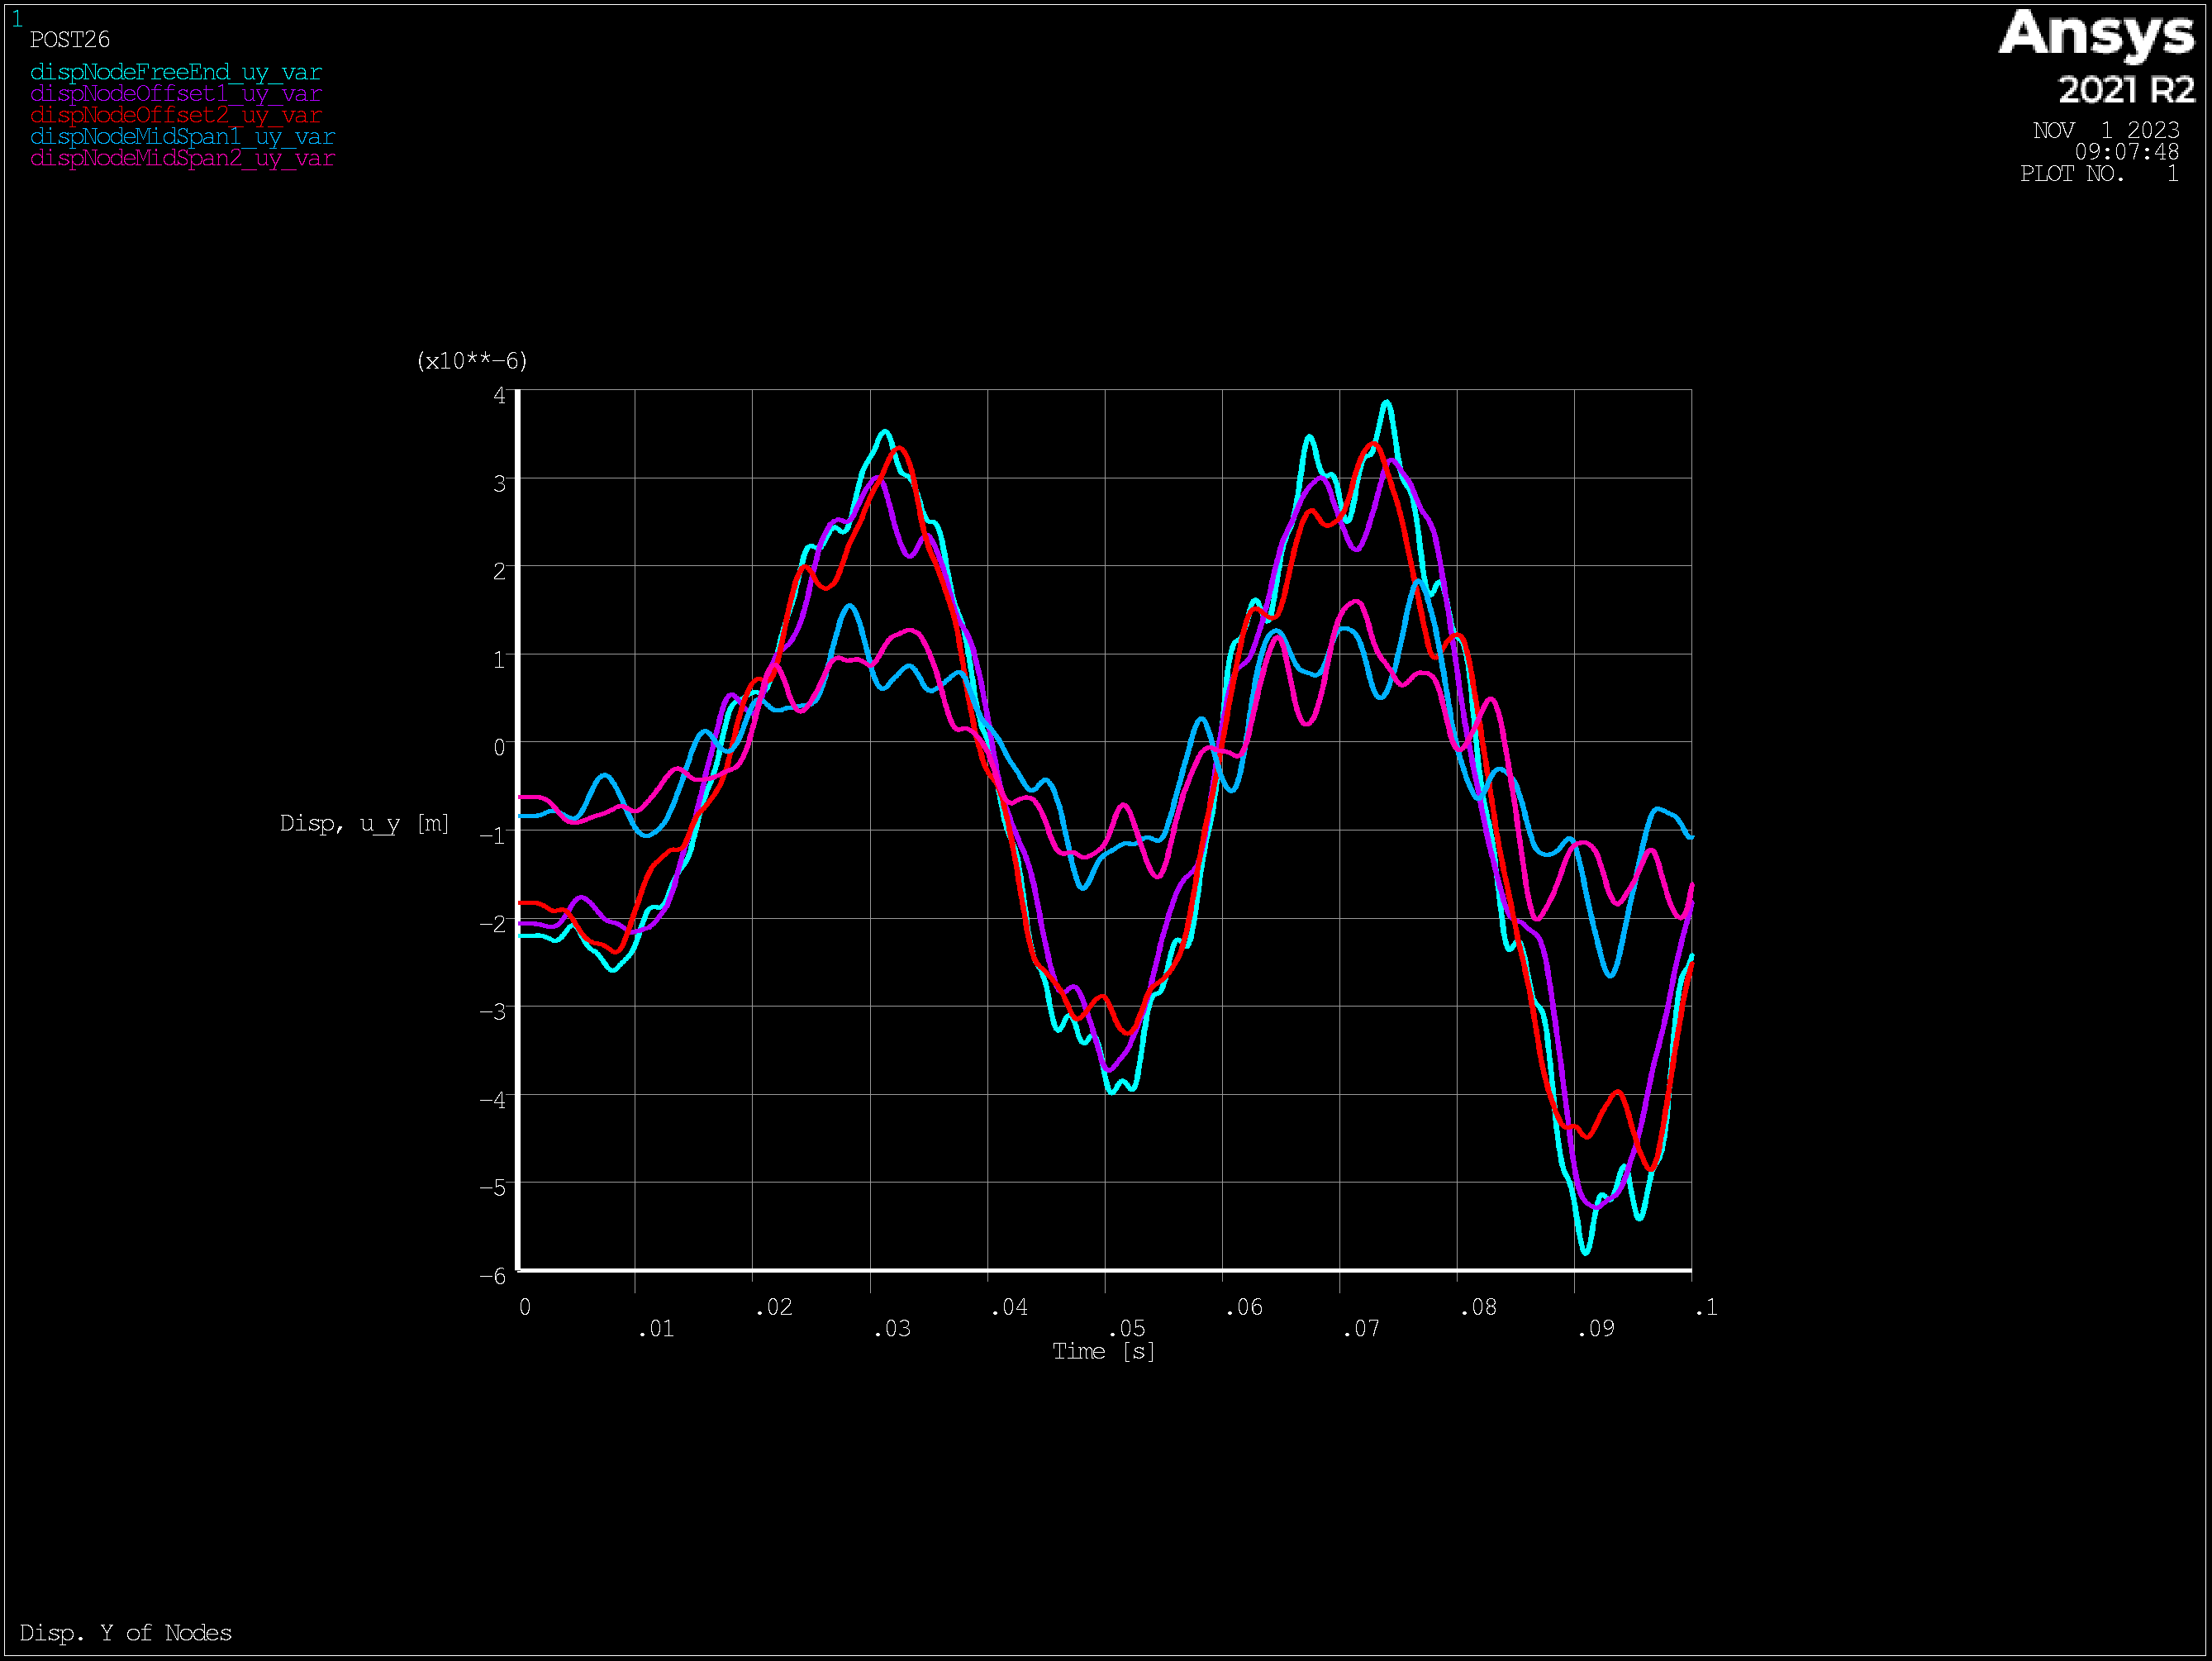 1
POST26
dispNodeFreeEnd_uy_var
dispNodeOffset1_uy_var
dispNodeOffset2_uy_var
dispNodeMidSpan1_uy_var
dispNodeMidSpan2_uy_var
Ansys
2021 R2
NOV 1 2023
09:07:48
PLOT NO. 1
(x10**-6)
4
3
2
1
0
-1
-2
-3
-4
-5
-6
Disp, u_y [m]
0 .02 .04 .06 .08 .1
.01 .03 .05 .07 .09
Time [s]
Disp. Y of Nodes